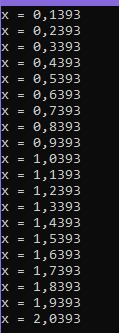 x = 0,1393
x = 0,2393
x = 0,3393
x = 0,4393
x = 0,5393
x = 0,6393
x = 0,7393
x = 0,8393
x = 0,9393
x = 1,0393
x = 1,1393
x = 1,2393
x = 1,3393
x = 1,4393
x = 1,5393
x = 1,6393
x = 1,7393
x = 1,8393
x = 1,9393
x = 2,0393